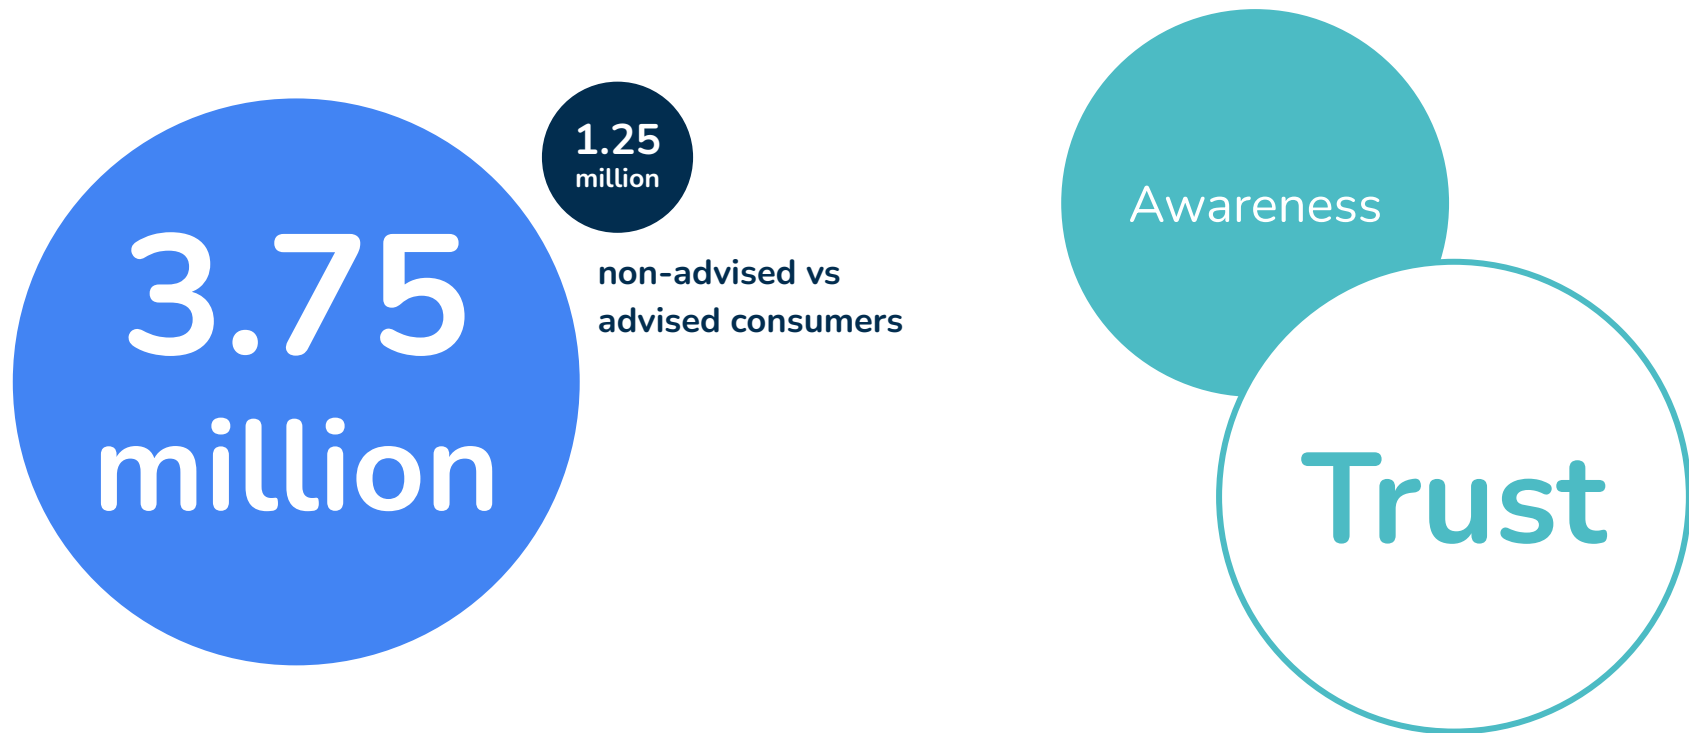 3.75
million
1.25
million
non-advised vs
advised consumers
Awareness
Trust